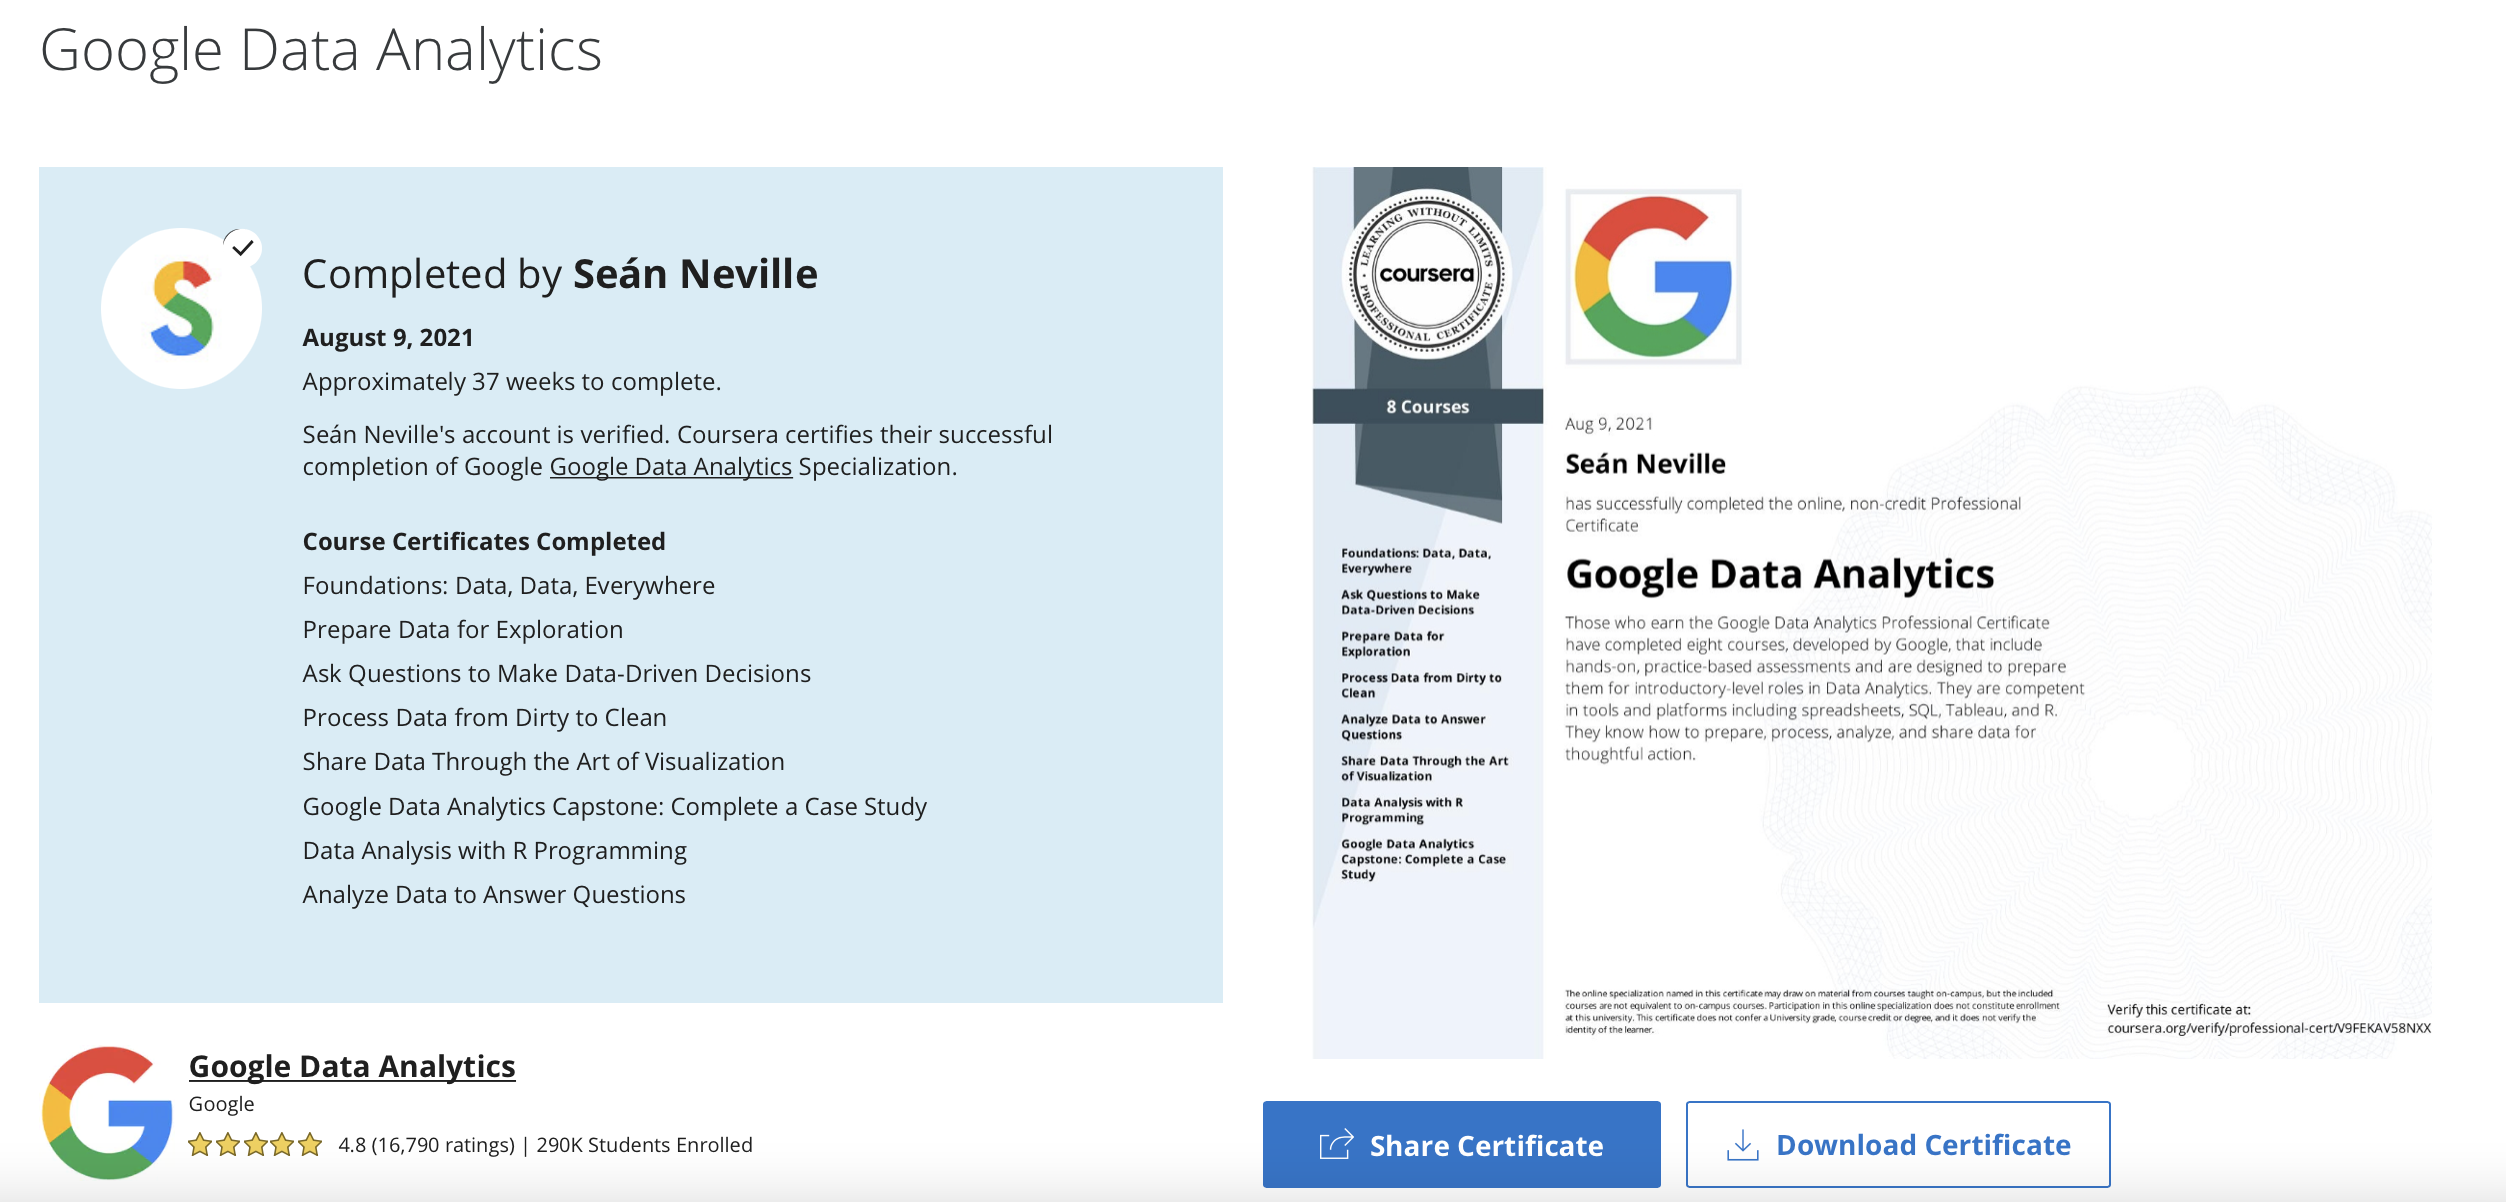 Google Data Analytics
Completed by Seán Neville
August 9, 2021
Approximately 37 weeks to complete.
Seán Neville's account is verified. Coursera certifies their successful
completion of Google Google Data Analytics Specialization.
Course Certificates Completed
Foundations: Data, Data, Everywhere
Prepare Data for Exploration
Ask Questions to Make Data-Driven Decisions
Process Data from Dirty to Clean
Share Data Through the Art of Visualization
Google Data Analytics Capstone: Complete a Case Study
Data Analysis with R Programming
Analyze Data to Answer Questions
Google Data Analytics
Google
4.8 (16,790 ratings) | 290K Students Enrolled
LEARNING WITHOUT LIMITS
coursera
PROFESSIONAL CERTIFICATE
8 Courses
Foundations: Data, Data,
Everywhere
Ask Questions to Make
Data-Driven Decisions
Prepare Data for
Exploration
Process Data from Dirty to
Clean
Analyze Data to Answer
Questions
Share Data Through the Art
of Visualization
Data Analysis with R
Programming
Google Data Analytics
Capstone: Complete a Case
Study
Aug 9, 2021
Seán Neville
has successfully completed the online, non-credit Professional
Certificate
Google Data Analytics
Those who earn the Google Data Analytics Professional Certificate
have completed eight courses, developed by Google, that include
hands-on, practice-based assessments and are designed to prepare
them for introductory-level roles in Data Analytics. They are competent
in tools and platforms including spreadsheets, SQL, Tableau, and R.
They know how to prepare, process, analyze, and share data for
thoughtful action.
The online specialization named in this certificate may draw on material from courses taught on-campus, but the included
courses are not equivalent to on-campus courses. Participation in this online specialization does not constitute enrollment
at this university. This certificate does not confer a University grade, course credit or degree, and it does not verify the
identity of the learner.
Verify this certificate at:
coursera.org/verify/professional-cert/V9FEKAV58NXX
Share Certificate
Download Certificate